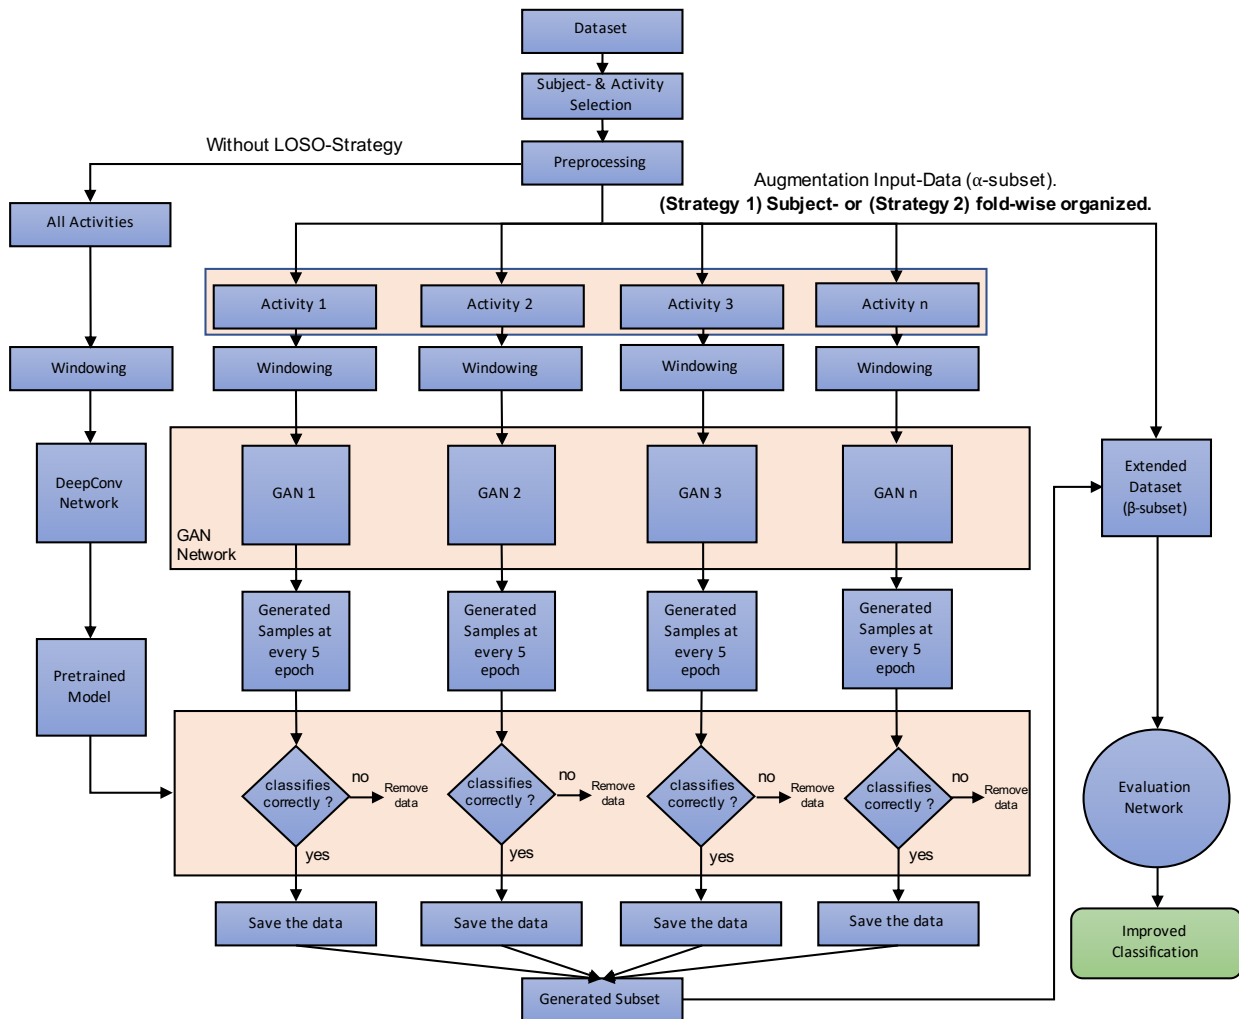 Dataset
Subject- & Activity
Selection
Without LOSO-Strategy
Preprocessing
Augmentation Input-Data (α-subset).
(Strategy 1) Subject- or (Strategy 2) fold-wise organized.
All Activities
Activity 1
Activity 2
Activity 3
Activity n
Windowing
Windowing
Windowing
Windowing
Windowing
DeepConv
Network
GAN 1
GAN 2
GAN 3
GAN n
GAN
Network
Extended
Dataset
(β-subset)
Generated
Samples at
every 5
epoch
Generated
Samples at
every 5
epoch
Generated
Samples at
every 5
epoch
Generated
Samples at
every 5
epoch
Pretrained
Model
classifies
correctly ?
no
Remove
data
yes
classifies
correctly ?
no
Remove
data
yes
classifies
correctly ?
no
Remove
data
yes
classifies
correctly ?
no
Remove
data
yes
Evaluation
Network
Save the data
Save the data
Save the data
Save the data
Improved
Classification
Generated Subset